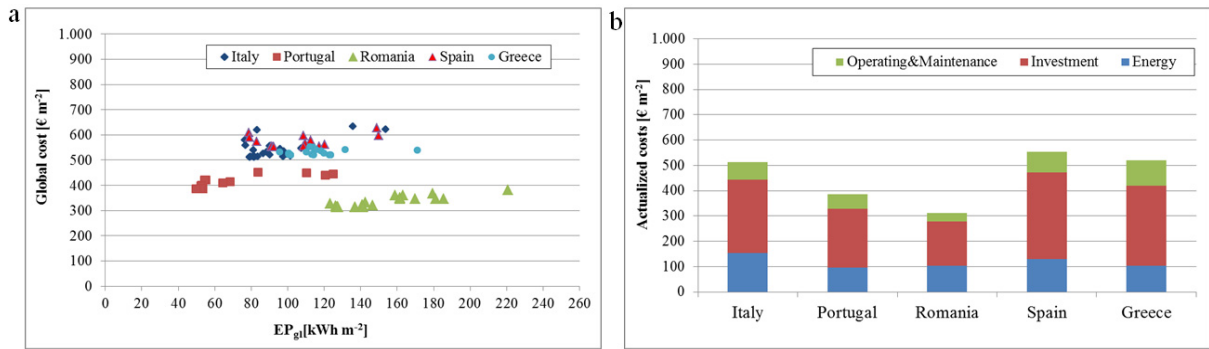 a
Global cost [€ m-2]
1.000
900
800
700
600
500
400
300
200
100
0
Italy Portugal Romania Spain Greece
0 20 40 60 80 100 120 140 160 180 200 220 240 260
EPgl[kWh m-2]
b
Actualized costs [€ m-2]
1.000
900
800
700
600
500
400
300
200
100
0
Operating&Maintenance Investment Energy
Italy Portugal Romania Spain Greece